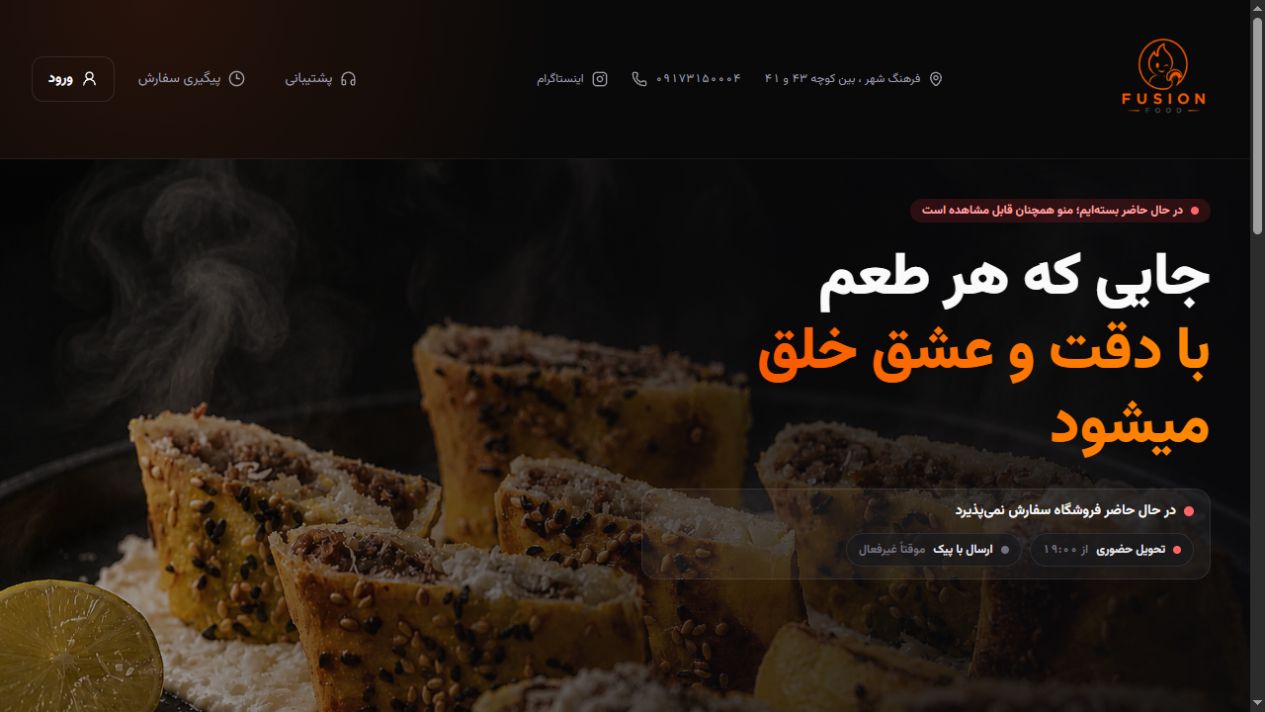 FUSION
FOOD
فرهنگ شهر ، بین کوچه ۴۳ و ۴۱
۰۹۱۷۳۱۵۰۰۰۴
اینستاگرام
پشتیبانی
پیگیری سفارش
ورود
در حال حاضر بسته‌ایم؛ منو همچنان قابل مشاهده است
جایی که هر طعم
با دقت و عشق خلق
میشود
در حال حاضر فروشگاه سفارش نمی‌پذیرد
تحویل حضوری از ۱۹:۰۰
ارسال با پیک موقتاً غیرفعال